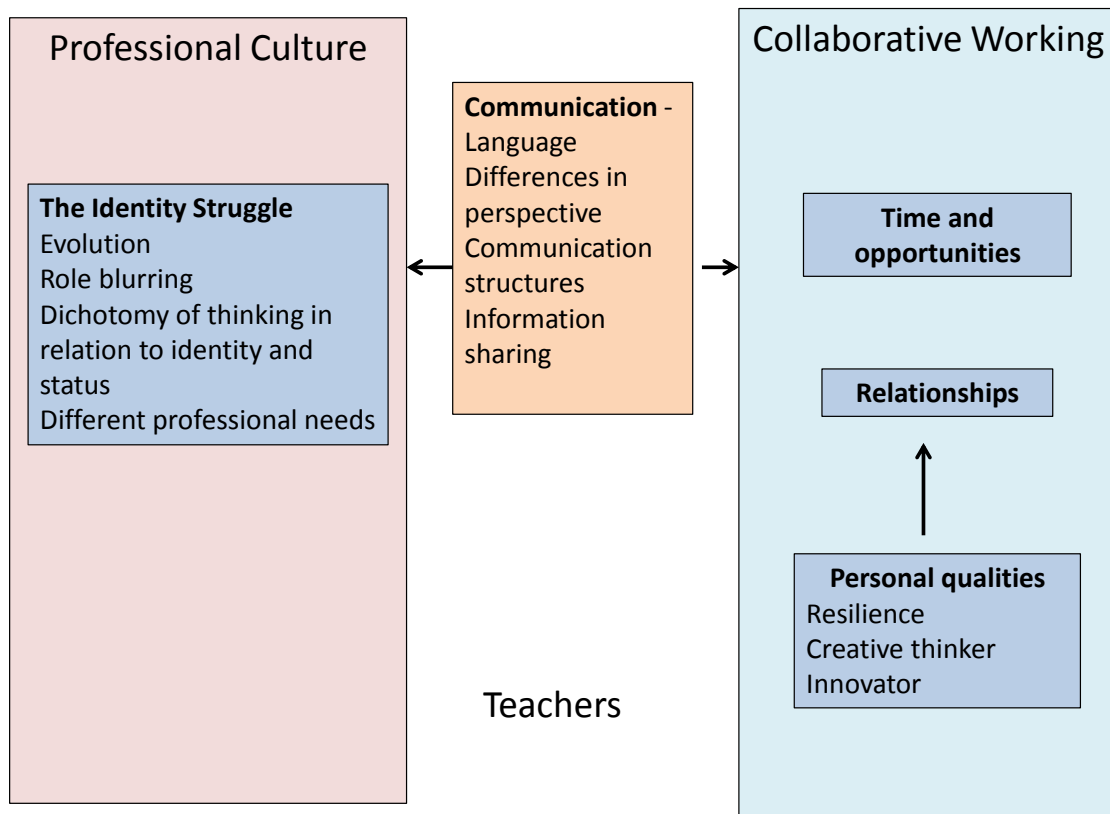 Professional Culture
The Identity Struggle
Evolution
Role blurring
Dichotomy of thinking in
relation to identity and
status
Different professional needs
Communication -
Language
Differences in
perspective
Communication
structures
Information
sharing
Teachers
Collaborative Working
Time and
opportunities
Relationships
Personal qualities
Resilience
Creative thinker
Innovator